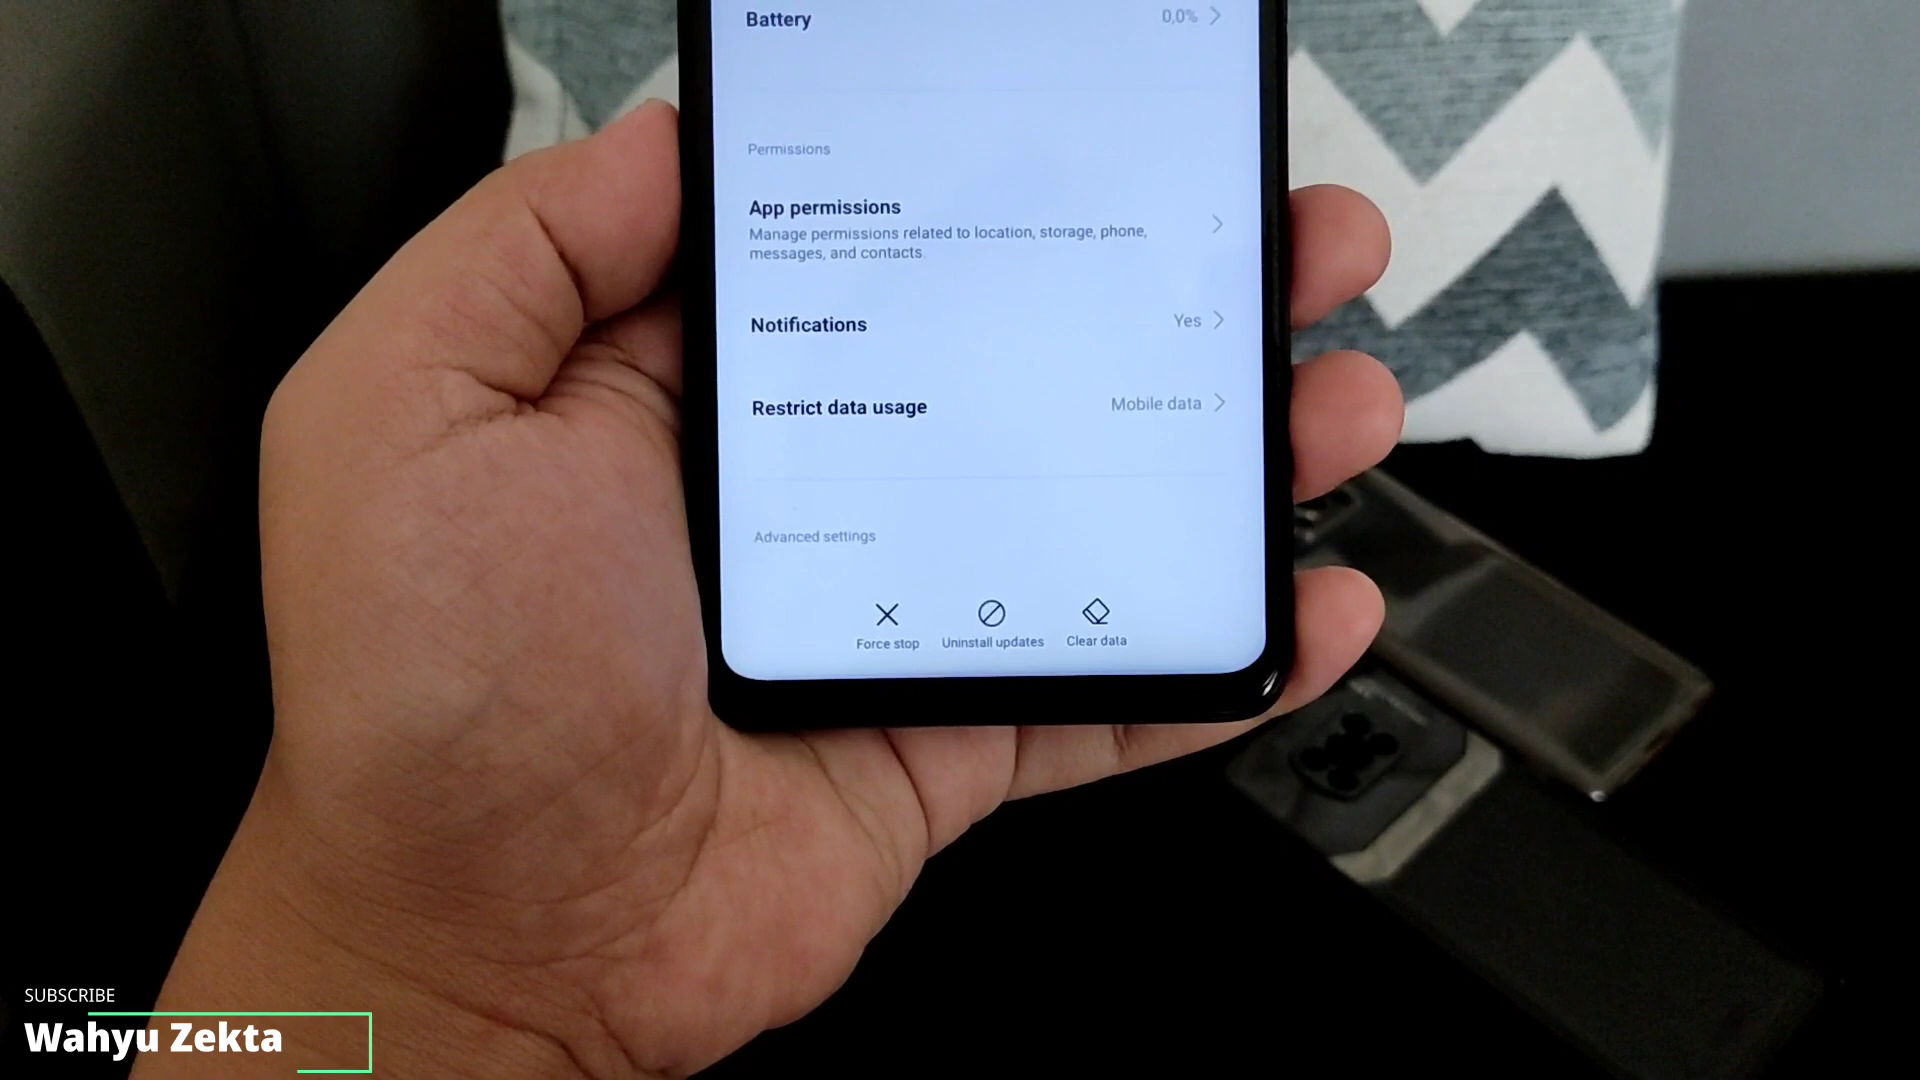 Battery 0,0%
Permissions
App permissions
Manage permissions related to location, storage, phone,
messages, and contacts
Notifications Yes
Restrict data usage Mobile data
Advanced settings
Force stop Uninstall updates Clear data
SUBSCRIBE
Wahyu Zekta